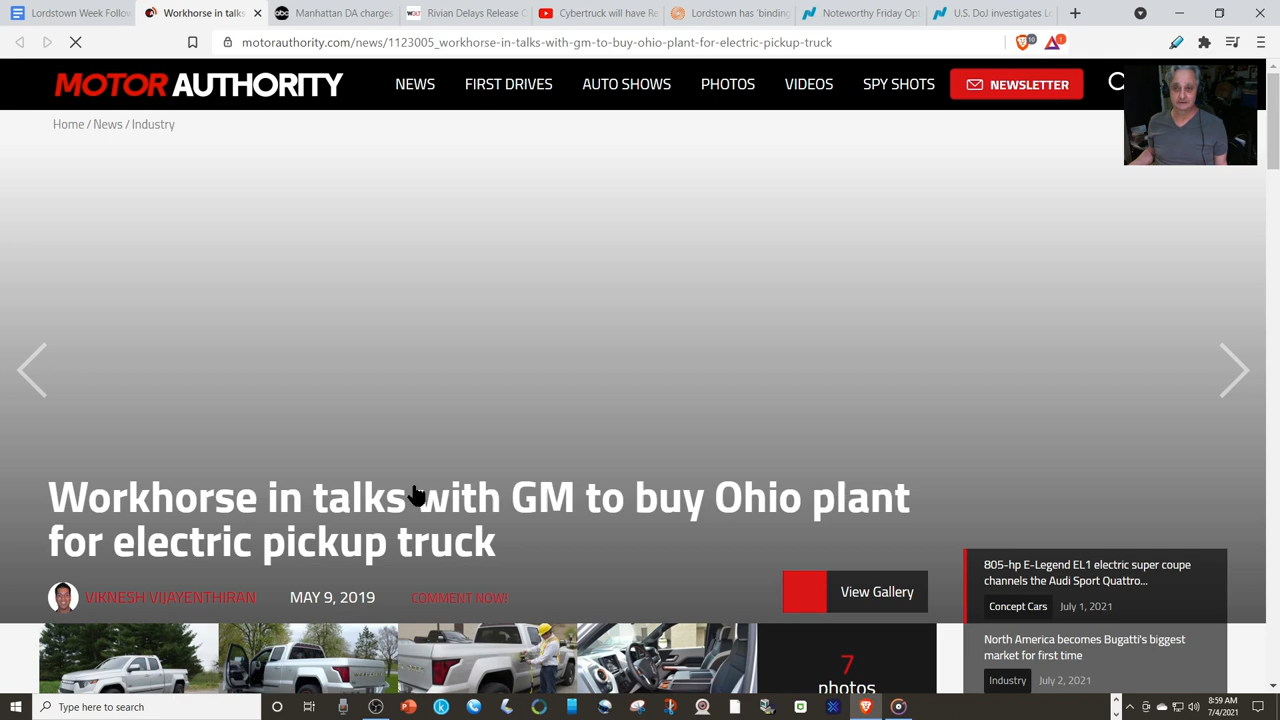 Lordstown Week Follow
Workhorse in talks
Manhattan DA charges
Rivian Delays Release C
Cybertruck will have Re
Lordstown has 'binding
Noteworthy Friday Opt
U.S. DoJ investigates Lo
motorauthority.com/news/1123005_workhorse-in-talks-with-gm-to-buy-ohio-plant-for-electric-pickup-truck
10
1
MOTOR AUTHORITY
NEWS
FIRST DRIVES
AUTO SHOWS
PHOTOS
VIDEOS
SPY SHOTS
NEWSLETTER
Home / News / Industry
Workhorse in talks with GM to buy Ohio plant
for electric pickup truck
VIKNESH VIJAYENTHIRAN
MAY 9, 2019
COMMENT NOW!
View Gallery
805-hp E-Legend EL1 electric super coupe
channels the Audi Sport Quattro...
Concept Cars
July 1, 2021
North America becomes Bugatti's biggest
market for first time
Industry
July 2, 2021
7
photos
Type here to search
8:59 AM
7/4/2021